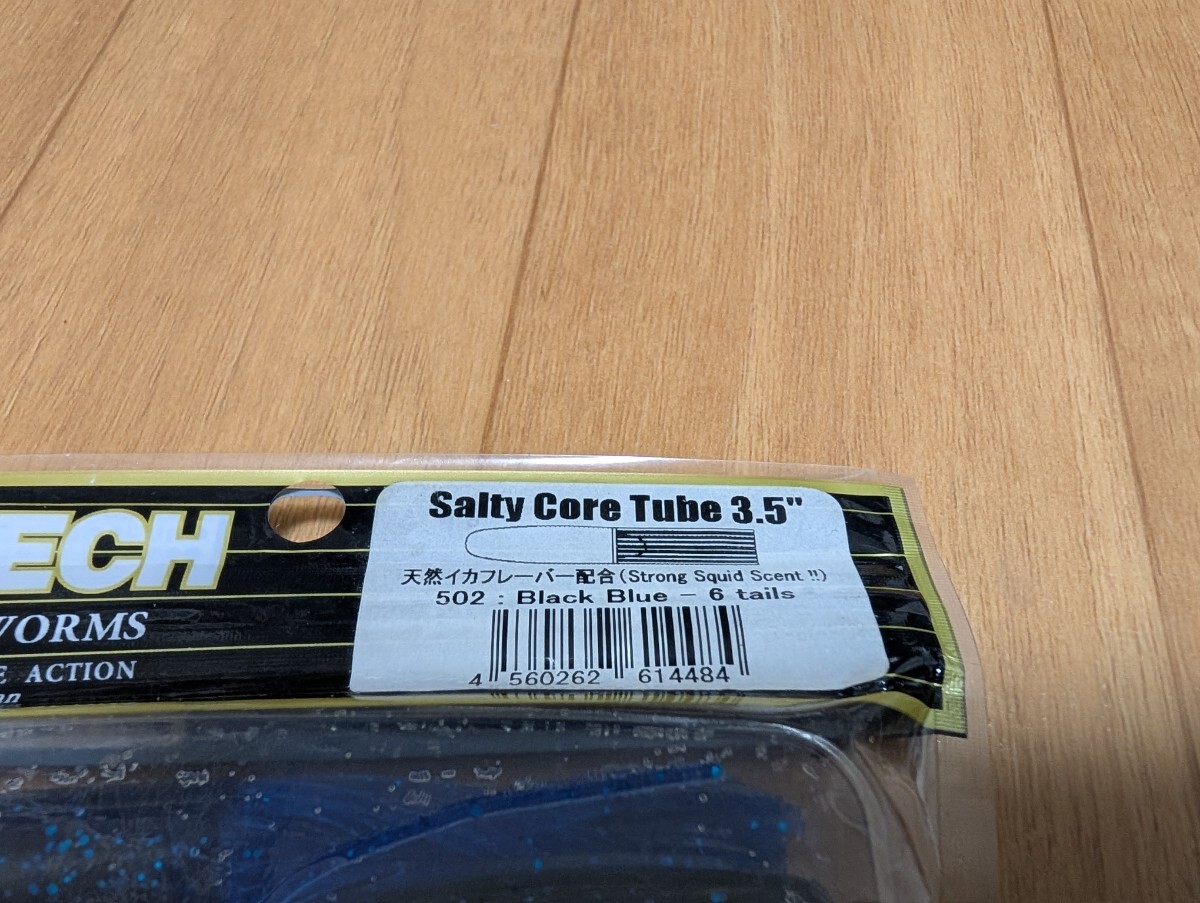 ECH
WORMS
E ACTION
Salty Core Tube 3.5"
天然イカフレーバー配合(Strong Squid Scent !!)
502 : Black Blue - 6 tails
4 560262 614484